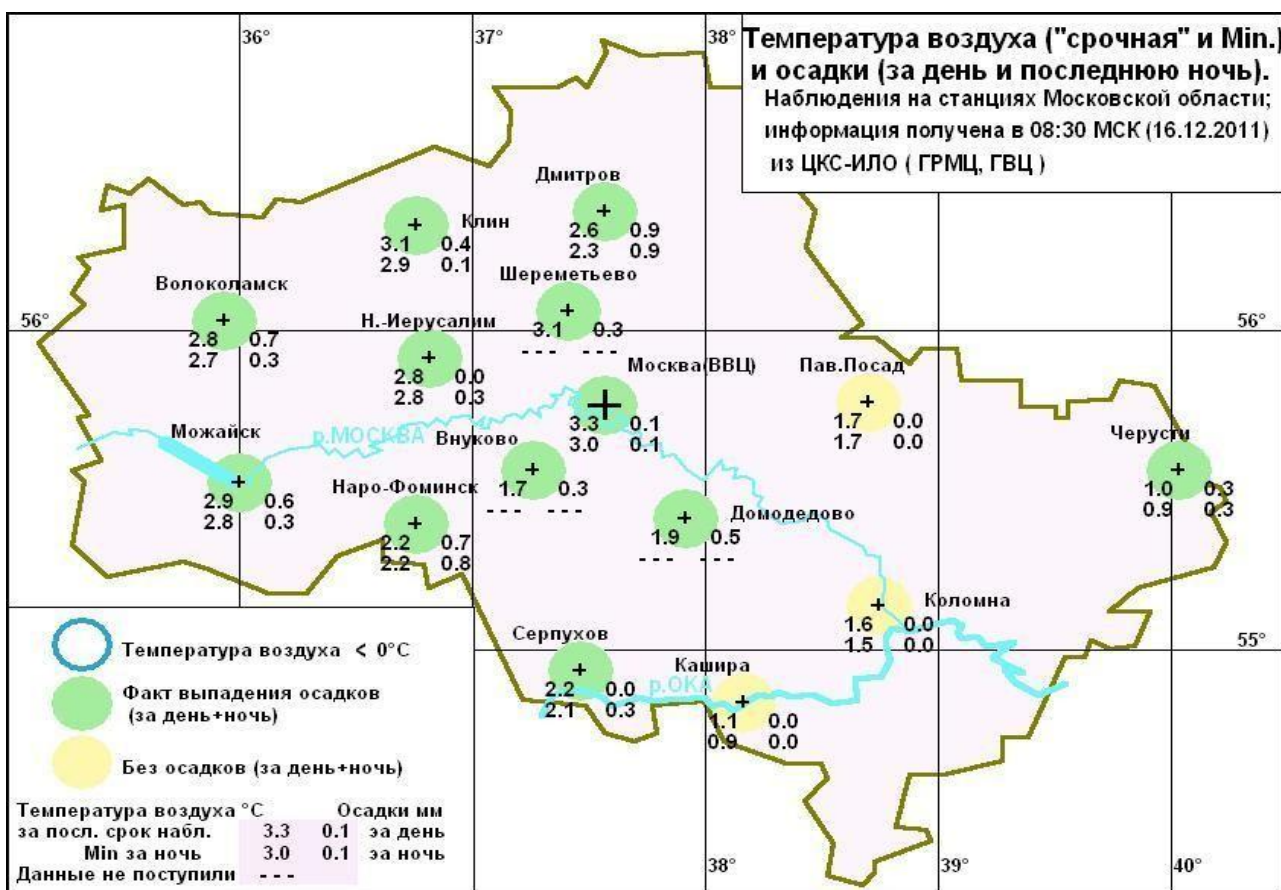 36°
37°
38°
Температура воздуха ("срочная" и Min.)
и осадки (за день и последнюю ночь).
Наблюдения на станциях Московской области;
информация получена в 08:30 МСК (16.12.2011)
из ЦКС-ИЛО ( ГРМЦ, ГВЦ )
Дмитров
2.6 0.9
2.3 0.9
Клин
3.1 0.4
2.9 0.1
Шереметьево
3.1 0.3
--- ---
Волоколамск
2.8 0.7
2.7 0.3
56°
56°
Н.-Иерусалим
2.8 0.0
2.8 0.3
Москва(ВВЦ)
3.3 0.1
3.0 0.1
Пав.Посад
1.7 0.0
1.7 0.0
Можайск
2.9 0.6
2.8 0.3
р.МОСКВА
Внуково
1.7 0.3
--- ---
Черусти
1.0 0.3
0.9 0.3
Наро-Фоминск
2.2 0.7
2.2 0.8
Домодедово
1.9 0.5
--- ---
Коломна
1.6 0.0
1.5 0.0
Серпухов
2.2 0.0
2.1 0.3
р.ОКА
Кашира
1.1 0.0
0.9 0.0
55°
Температура воздуха < 0°C
Факт выпадения осадков
(за день+ночь)
Без осадков (за день+ночь)
Температура воздуха °C Осадки мм
за посл. срок набл. 3.3 0.1 за день
Min за ночь 3.0 0.1 за ночь
Данные не поступили ---
38°
39°
40°